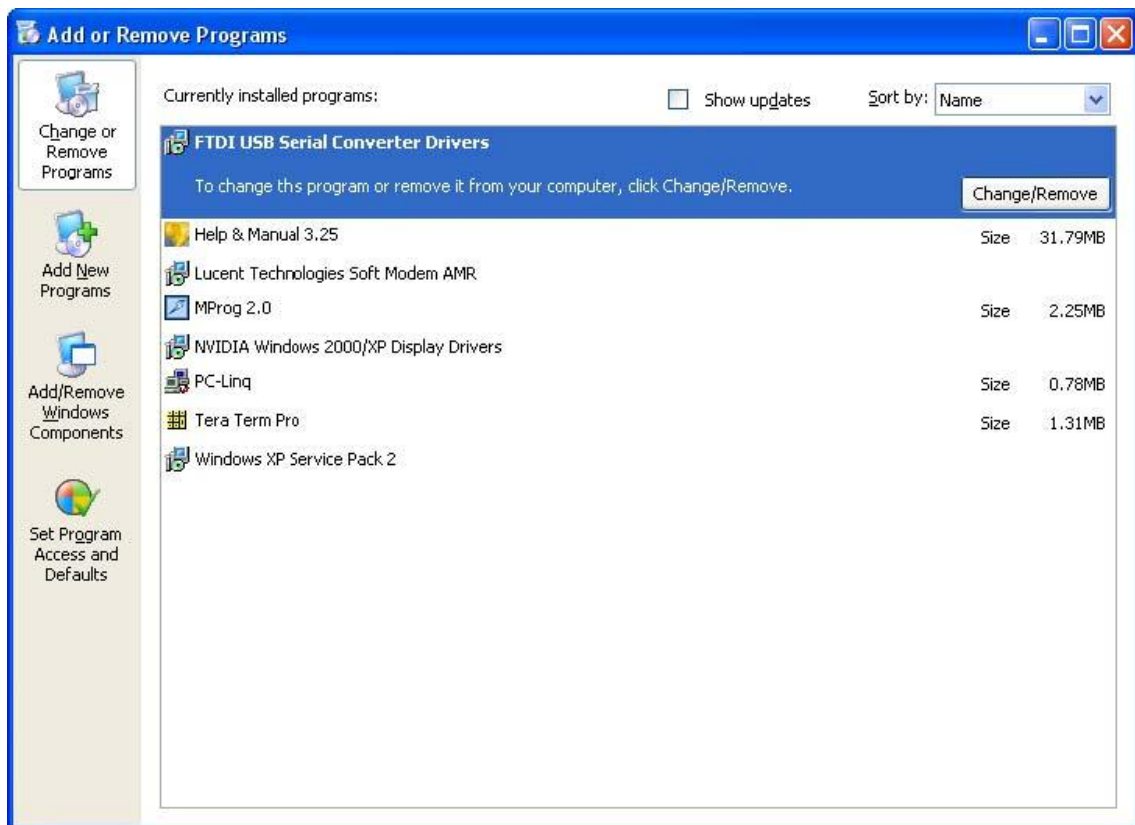 Add or Remove Programs
Change or
Remove
Programs
Add New
Programs
Add/Remove
Windows
Components
Set Program
Access and
Defaults
Currently installed programs:
Show updates
Sort by: Name
FTDI USB Serial Converter Drivers
To change ths program or remove it from your computer, click Change/Remove.
Change/Remove
Help & Manual 3.25 Size 31.79MB
Lucent Technologies Soft Modem AMR
MProg 2.0 Size 2.25MB
NVIDIA Windows 2000/XP Display Drivers
PC-Linq Size 0.78MB
Tera Term Pro Size 1.31MB
Windows XP Service Pack 2